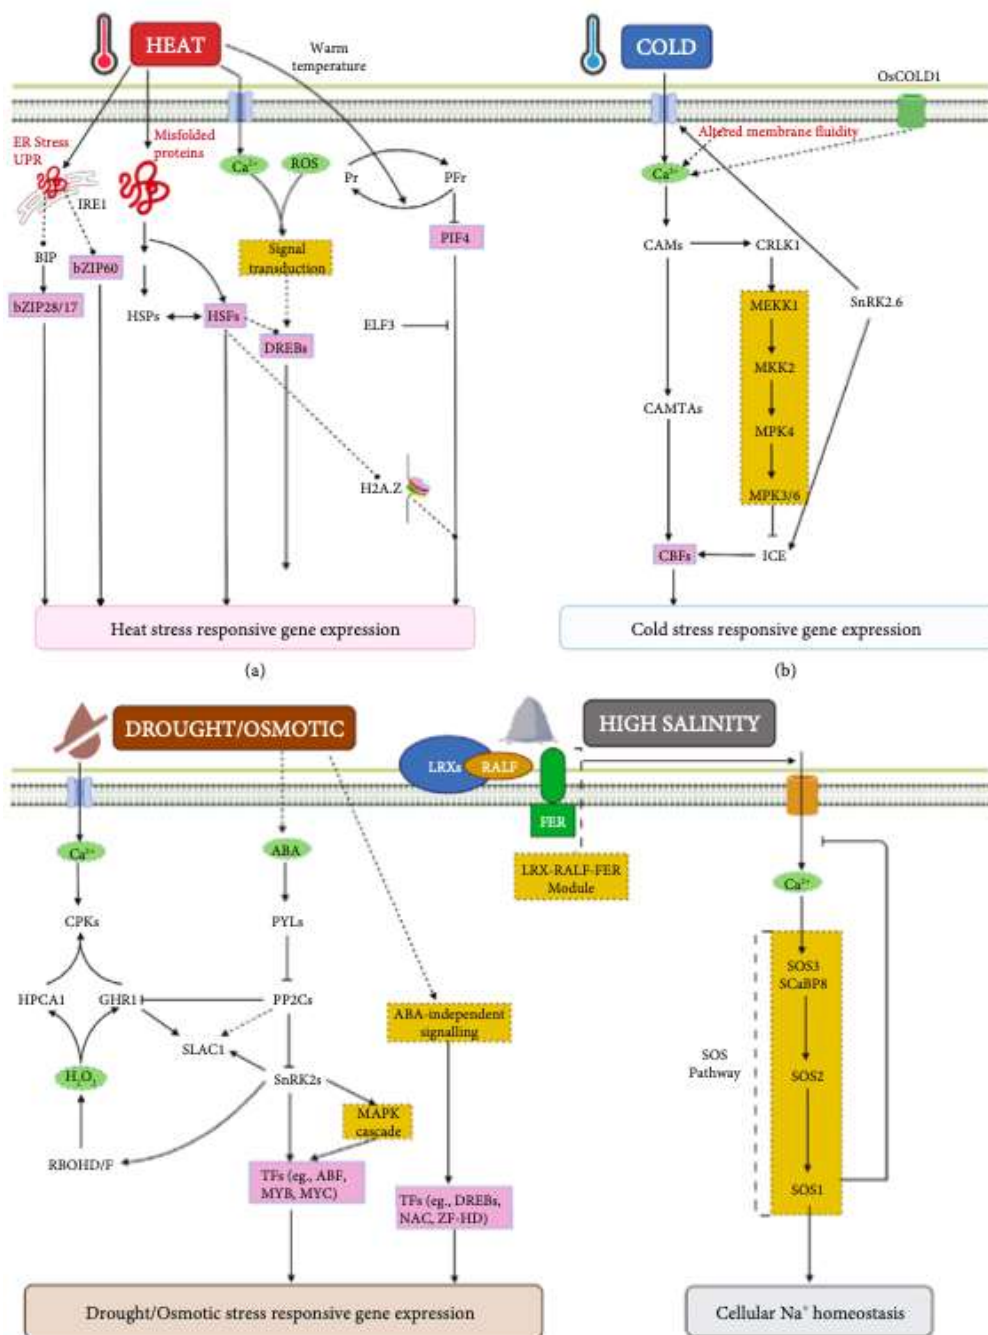 HEAT
Warm
temperature
ER Stress
UPR
Misfolded
proteins
Ca²⁺
ROS
Pr
PFr
IRE1
BIP
bZIP60
bZIP28/17
Signal
transduction
PIF4
HSPs
HSFs
DREBs
ELF3
H2A.Z
Heat stress responsive gene expression
(a)
COLD
OsCOLD1
Altered membrane fluidity
Ca²⁺
CAMs
CRLK1
MEKK1
SnRK2.6
MKK2
CAMTAs
MPK4
MPK3/6
CBFs
ICE
Cold stress responsive gene expression
(b)
DROUGHT/OSMOTIC
Ca²⁺
ABA
CPKs
PYLs
HPCA1
GHR1
PP2Cs
ABA-independent
signalling
SLAC1
H₂O₂
SnRK2s
MAPK
cascade
RBOHD/F
TFs (eg., ABF,
MYB, MYC)
TFs (eg., DREBs,
NAC, ZF-HD)
Drought/Osmotic stress responsive gene expression
HIGH SALINITY
LRXs
RALF
FER
LRX-RALF-FER
Module
Ca²⁺
SOS3
SCaBP8
SOS
Pathway
SOS2
SOS1
Cellular Na⁺ homeostasis